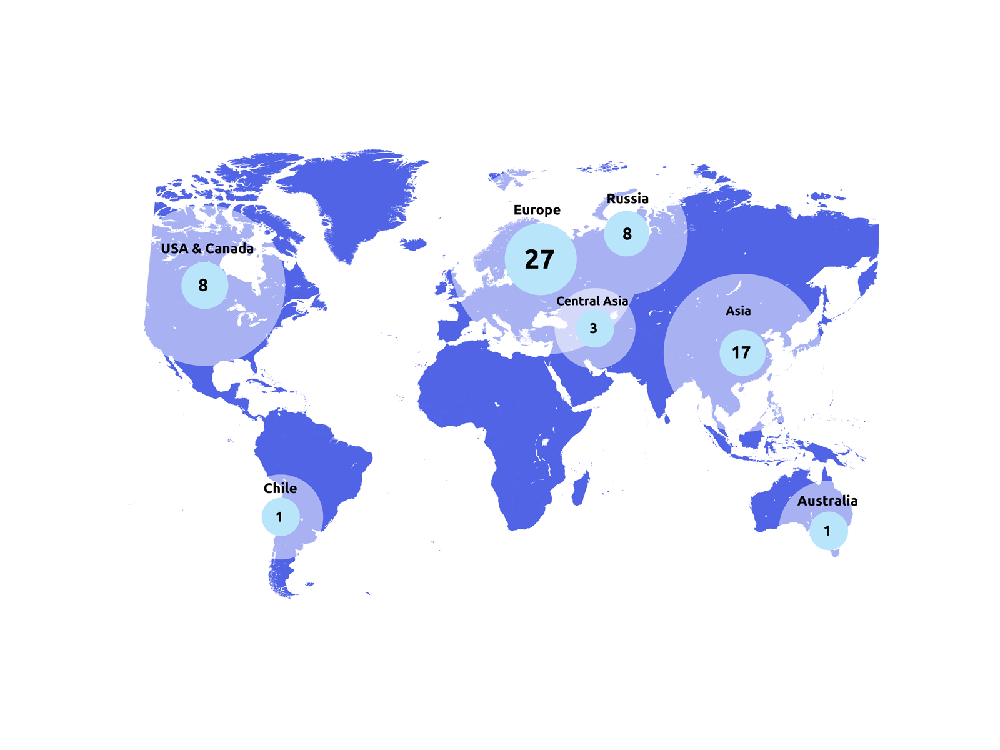 Russia
8
Europe
27
USA & Canada
8
Central Asia
3
Asia
17
Chile
1
Australia
1